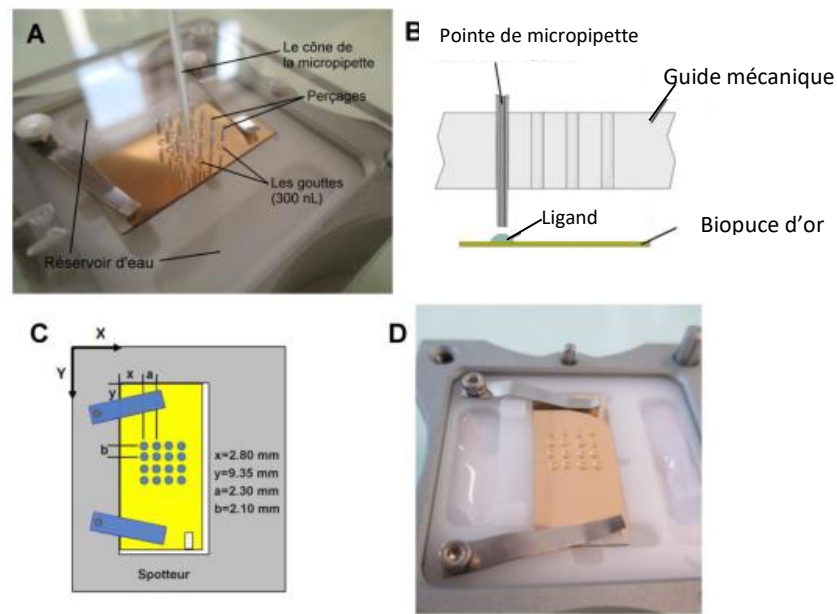 A
Le cône de
la micropipette
Perçages
Les gouttes
(300 nL)
Réservoir d'eau
B
Pointe de micropipette
Guide mécanique
Ligand
Biopuce d'or
C
X
Y
x
a
y
b
x=2.80 mm
y=9.35 mm
a=2.30 mm
b=2.10 mm
Spotteur
D